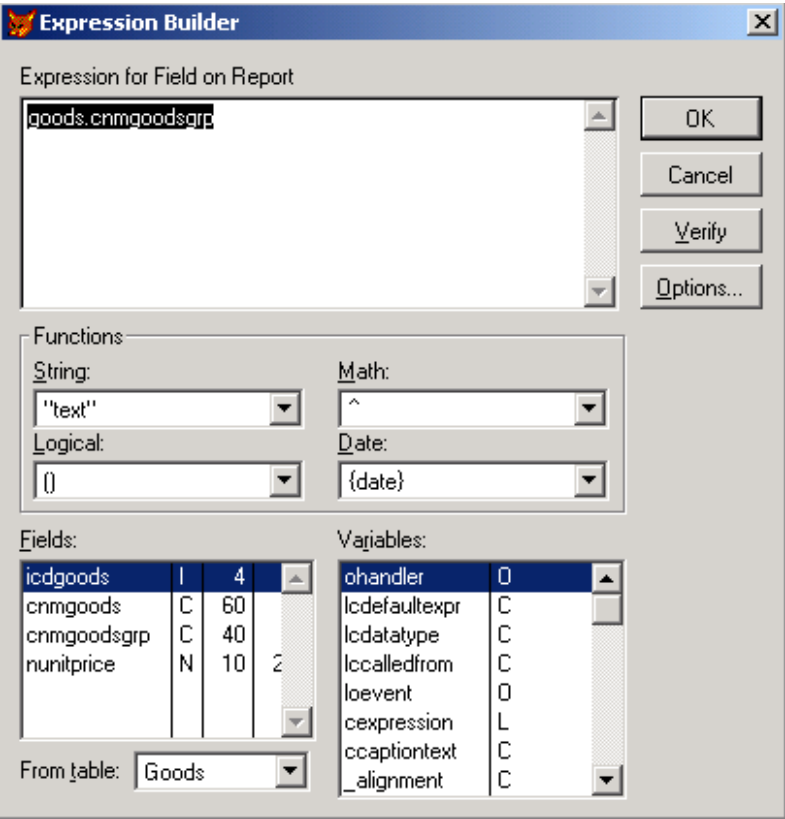 Expression Builder
Expression for Field on Report
goods.cnmgoodsgrp
OK
Cancel
Verify
Options...
Functions
String: Math:
"text" ^
Logical: Date:
() {date}
Fields: Variables:
icdgoods I 4
cnmgoods C 60
cnmgoodsgrp C 40
nunitprice N 10 2
ohandler O
lcdefaultexpr C
lcdatatype C
lccalledfrom C
loevent O
cexpression L
ccaptiontext C
_alignment C
From table: Goods